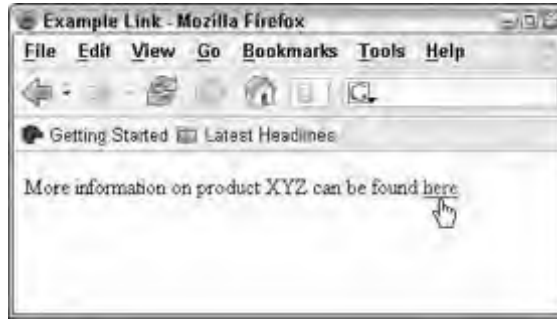 Example Link - Mozilla Firefox
File Edit View Go Bookmarks Tools Help
Getting Started Latest Headlines
More information on product XYZ can be found here